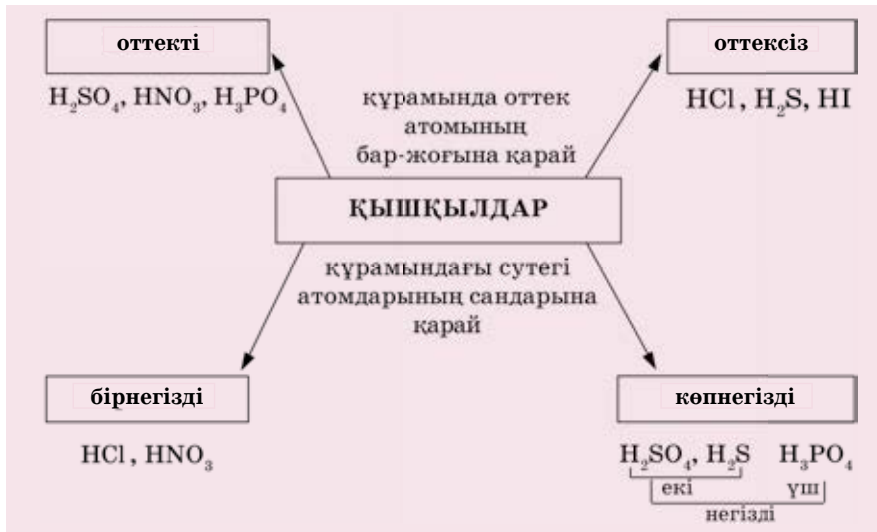 оттекті
H₂SO₄, HNO₃, H₃PO₄
оттексіз
HCl, H₂S, HI
құрамында оттек
атомының
бар-жоғына қарай
ҚЫШҚЫЛДАР
құрамындағы сутегі
атомдарының сандарына
қарай
бірнегізді
HCl, HNO₃
көпнегізді
H₂SO₄, H₂S H₃PO₄
екі үш
негізді